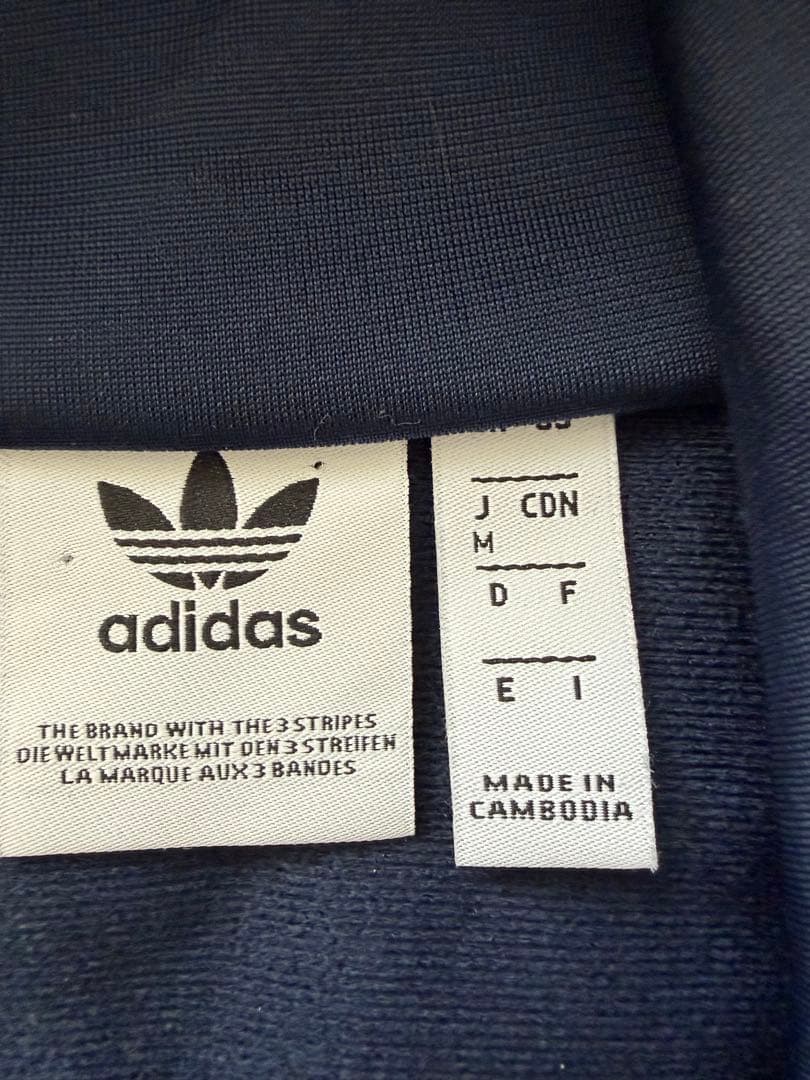 adidas
THE BRAND WITH THE 3 STRIPES
DIE WELTMARKE MIT DEN 3 STREIFEN
LA MARQUE AUX 3 BANDES
J CDN
M
D F
E I
MADE IN
CAMBODIA